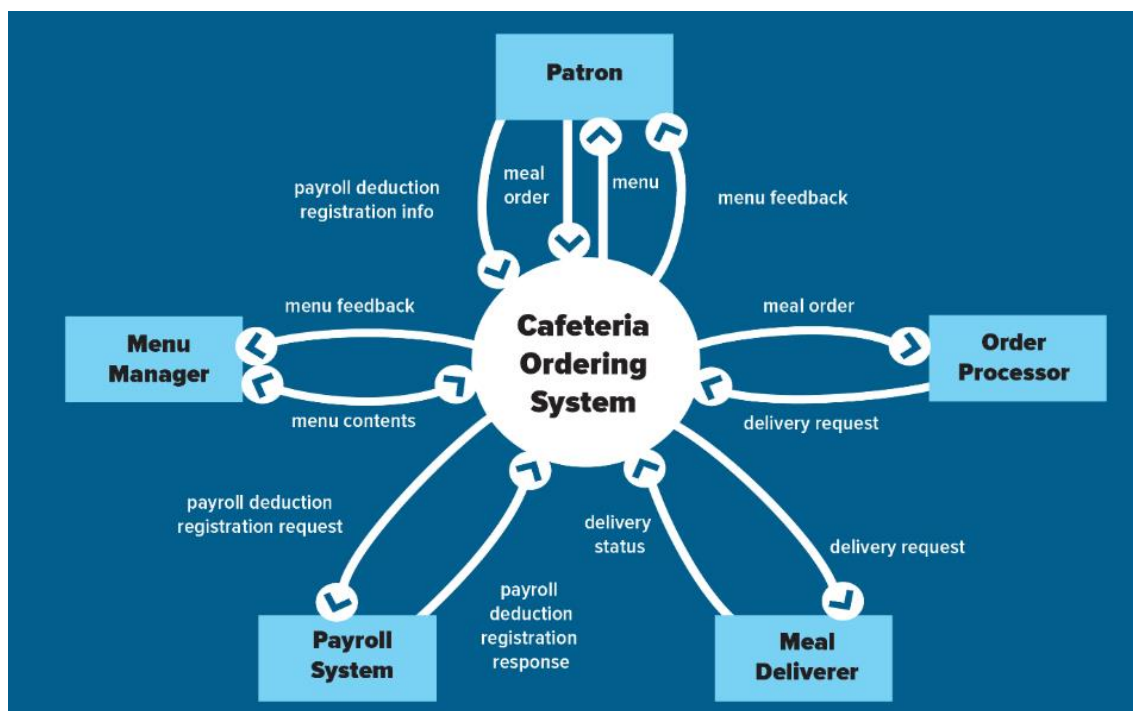 Patron
payroll deduction
registration info
meal
order
menu
menu feedback
menu feedback
meal order
Menu
Manager
Cafeteria
Ordering
System
Order
Processor
menu contents
delivery request
payroll deduction
registration request
delivery
status
delivery request
payroll
deduction
registration
response
Payroll
System
Meal
Deliverer